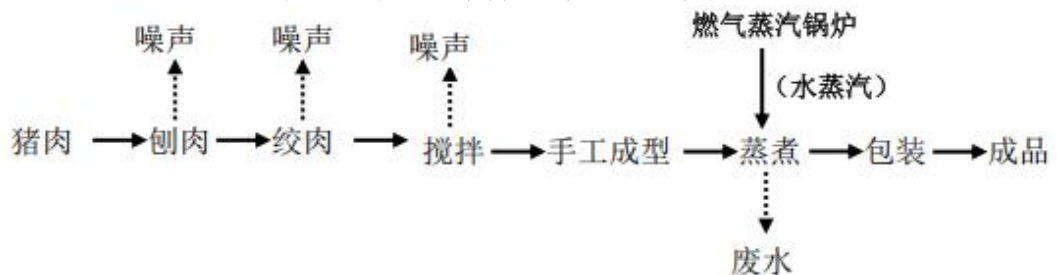 燃气蒸汽锅炉
噪声 噪声 噪声
（水蒸汽）
猪肉 刨肉 绞肉 搅拌 手工成型 蒸煮 包装 成品
废水